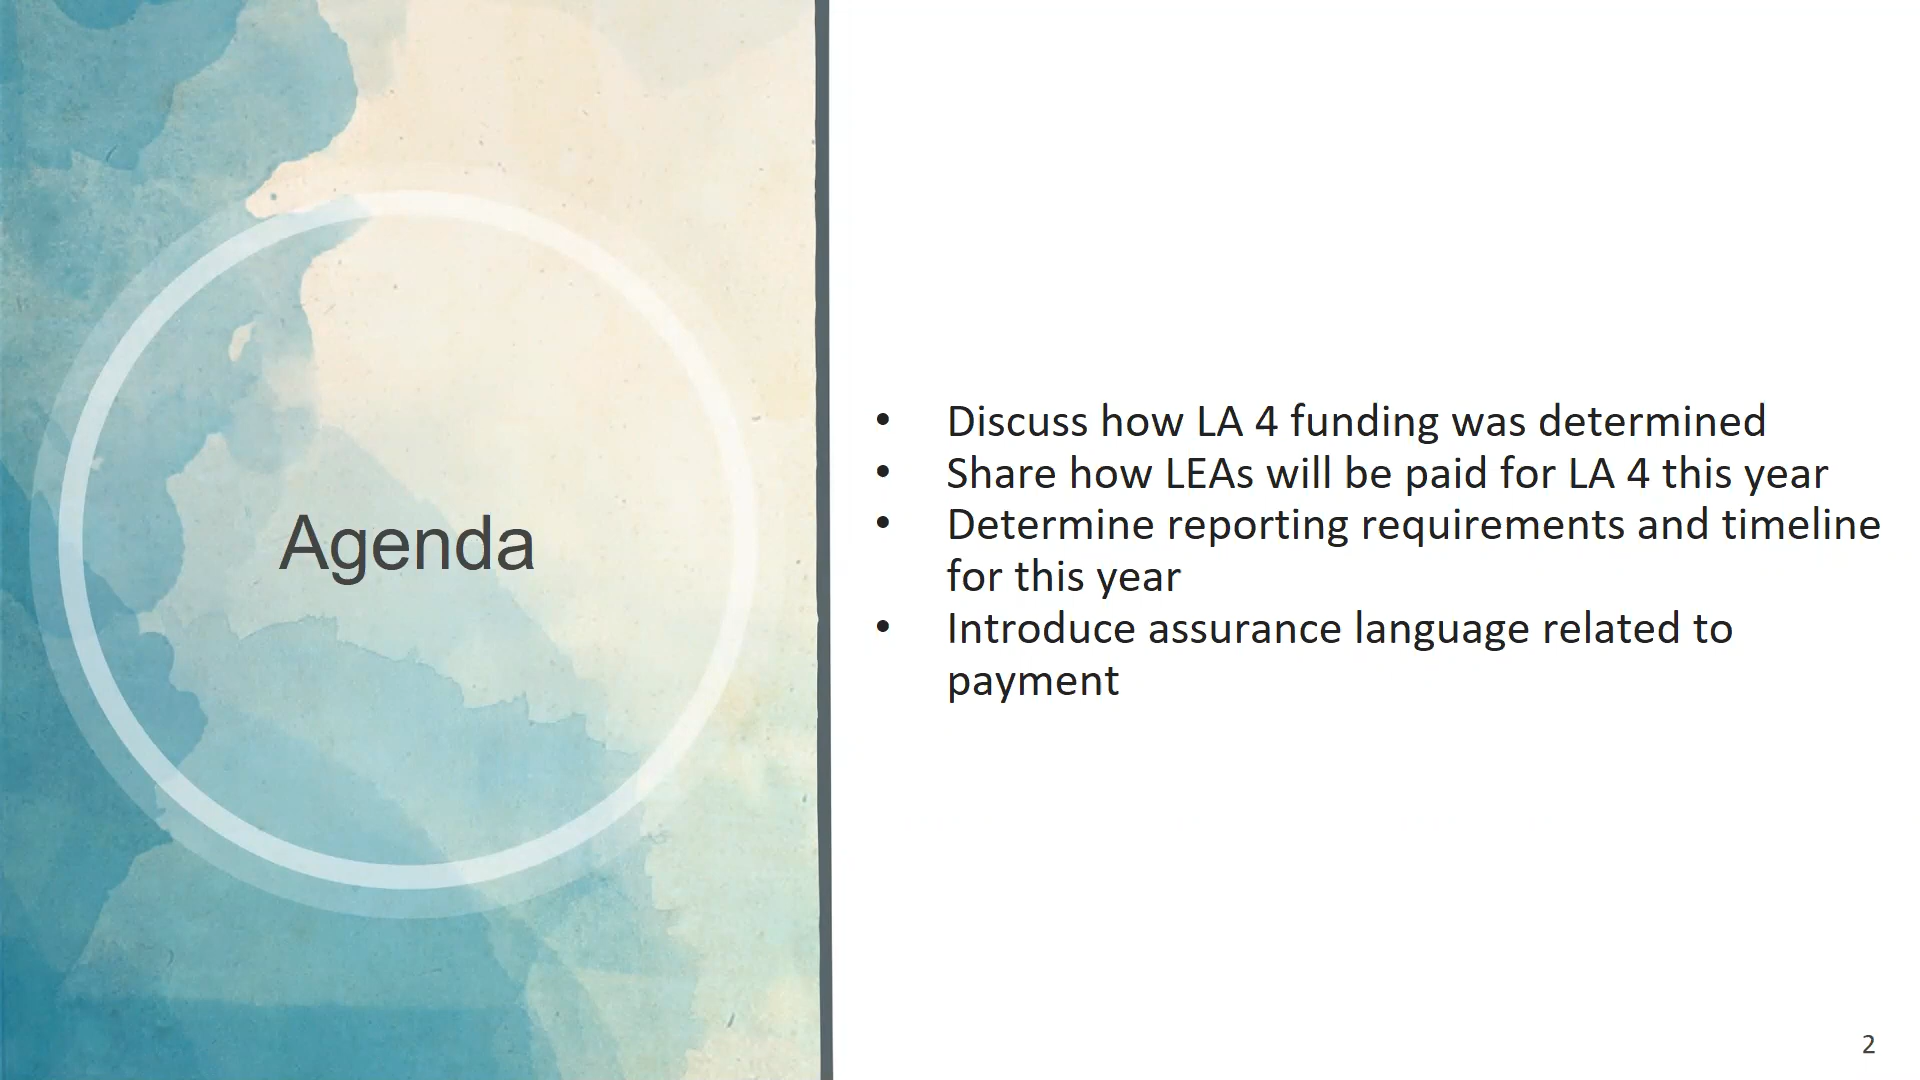 Agenda
• Discuss how LA 4 funding was determined
• Share how LEAs will be paid for LA 4 this year
• Determine reporting requirements and timeline
for this year
• Introduce assurance language related to
payment
2